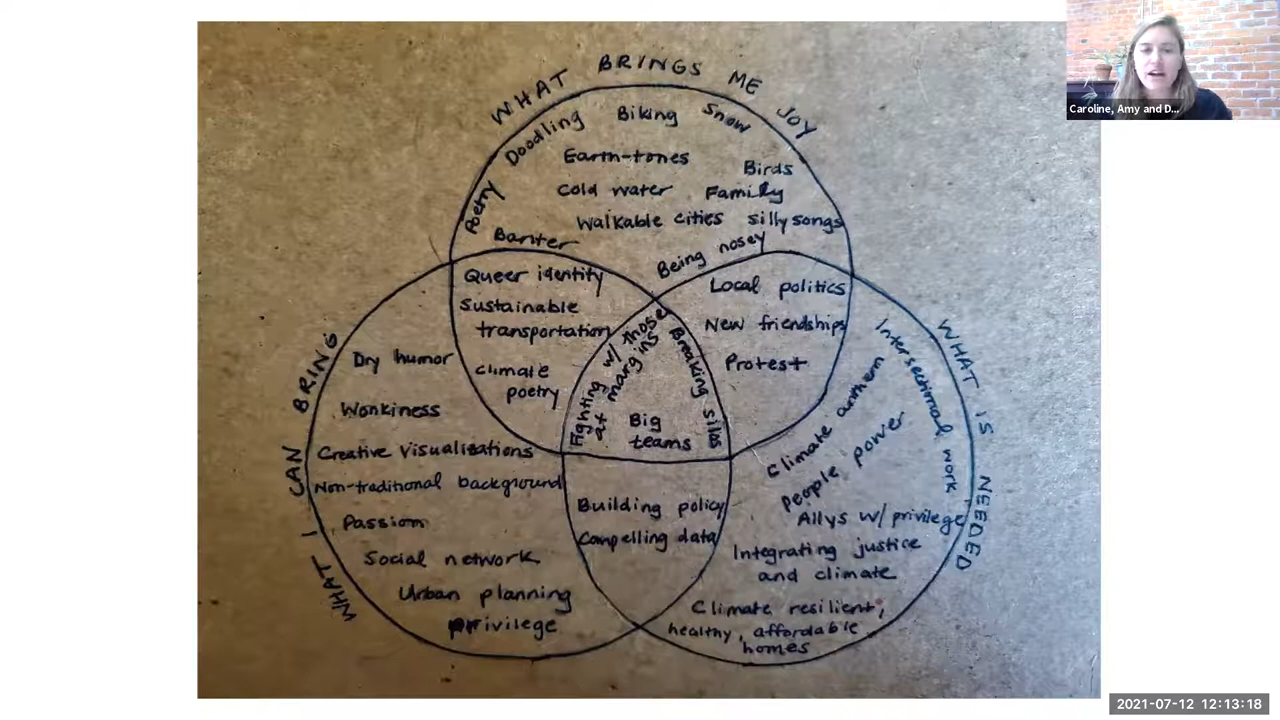 WHAT BRINGS ME JOY
Doodling
Biking
Snow
Earth-tones
Birds
Poetry
Cold water
Family
Walkable cities
silly songs
Banter
Being nosey
Queer identity
Sustainable
transportation
climate
poetry
Local politics
New friendships
Protest
Fighting w/ those
at margins
Breaking silos
Big
teams
WHAT I CAN BRING
Dry humor
Wonkiness
Creative Visualizations
Non-traditional background
Passion
Social network
Urban planning
privilege
Building policy
Compelling data
WHAT IS NEEDED
Intersectional work
Climate
People power
Allys w/ privilege
Integrating justice
and climate
Climate resilient,
healthy, affordable
homes
Caroline, Amy and D...
2021-07-12 12:13:18